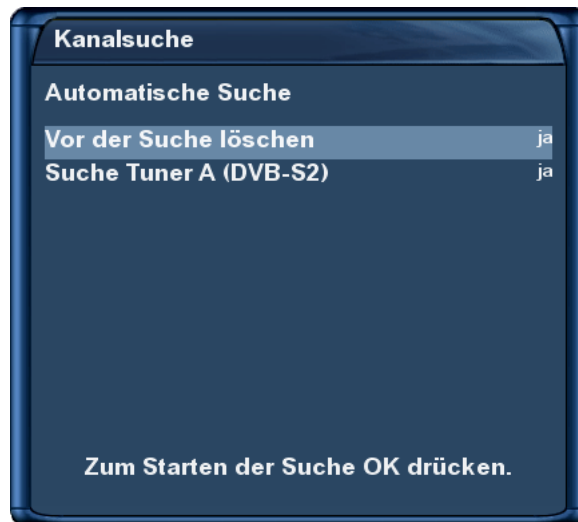 Kanalsuche
Automatische Suche
Vor der Suche löschen ja
Suche Tuner A (DVB-S2) ja
Zum Starten der Suche OK drücken.